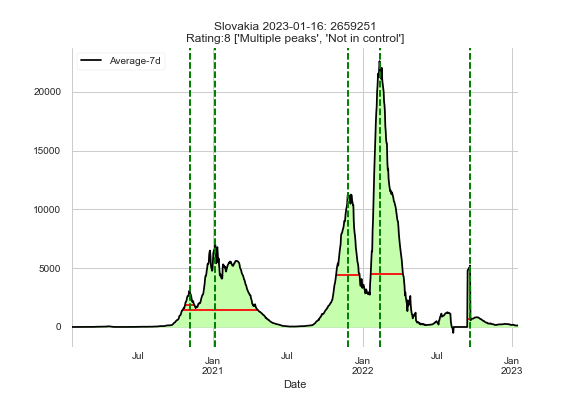 Slovakia 2023-01-16: 2659251
Rating:8 ['Multiple peaks', 'Not in control']
Average-7d
20000
15000
10000
5000
0
Jul
Jan
2021
Jul
Jan
2022
Jul
Jan
2023
Date